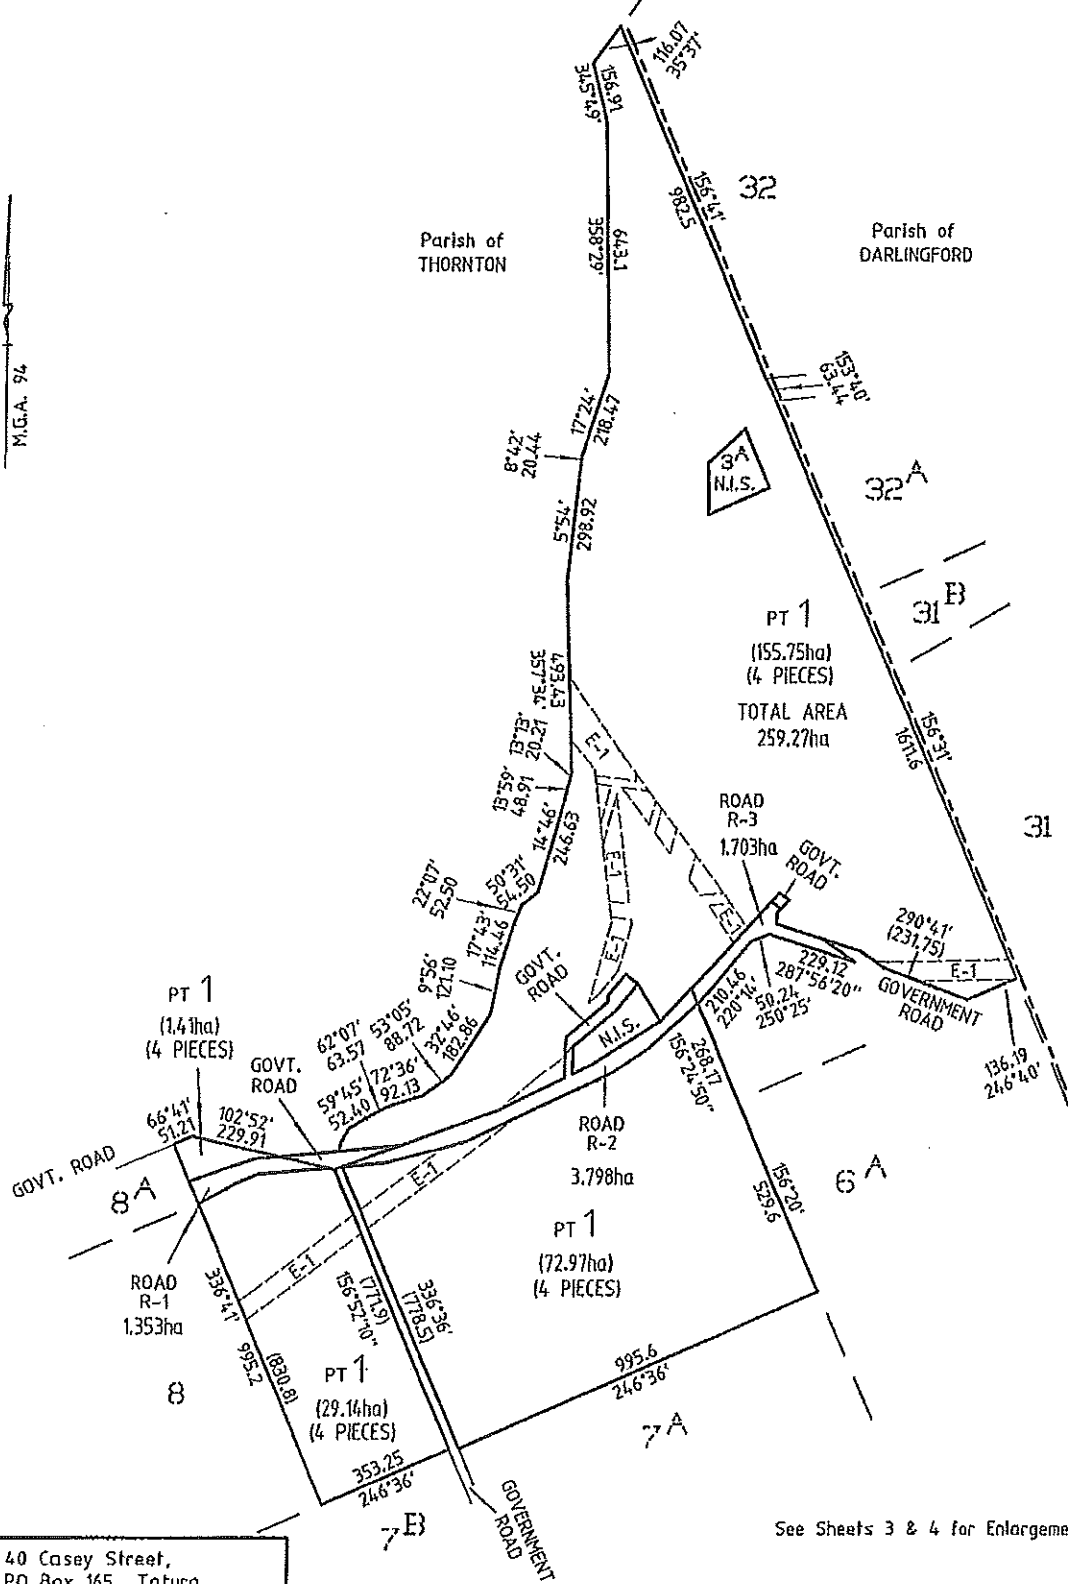 116.07
35°37'
156.91
345°49'
32
156°41'
982.5
Parish of
THORNTON
643.1
358°29'
Parish of
DARLINGFORD
M.G.A. 94
153°40'
63.44
17°24'
218.47
8°42'
20.44
3A
N.I.S.
32A
5°54'
298.92
31B
PT 1
(155.75ha)
(4 PIECES)
TOTAL AREA
259.27ha
493.43
357°34'
156°31'
1611.6
E-1
13°13'
20.21
13°59'
48.91
14°46'
246.63
ROAD
R-3
1.703ha
GOVT.
ROAD
31
E-1
50°31'
54.50
22°07'
52.50
17°43'
114.46
E-1
290°41'
(231.75)
E-1
E-1
229.12
287°56'20"
GOVERNMENT
ROAD
9°56'
121.10
GOVT.
ROAD
210.46
220°14'
50.24
250°25'
PT 1
(1.41ha)
(4 PIECES)
53°05'
88.72
62°07'
63.57
32°46'
182.86
N.I.S.
268.17
156°24'50"
136.19
246°40'
GOVT.
ROAD
59°45'
52.40
72°36'
92.13
66°41'
51.21
102°52'
229.91
ROAD
R-2
3.798ha
GOVT. ROAD
8A
E-1
6A
156°20'
529.6
PT 1
(72.97ha)
(4 PIECES)
E-1
ROAD
R-1
1.353ha
336°41'
995.2
(830.8)
(771.9)
156°52'10"
336°36'
(778.5)
8
PT 1
(29.14ha)
(4 PIECES)
995.6
246°36'
7A
353.25
246°36'
7B
GOVERNMENT
ROAD
See Sheets 3 & 4 for Enlargeme
40 Casey Street,
PO Box 165, Tatura